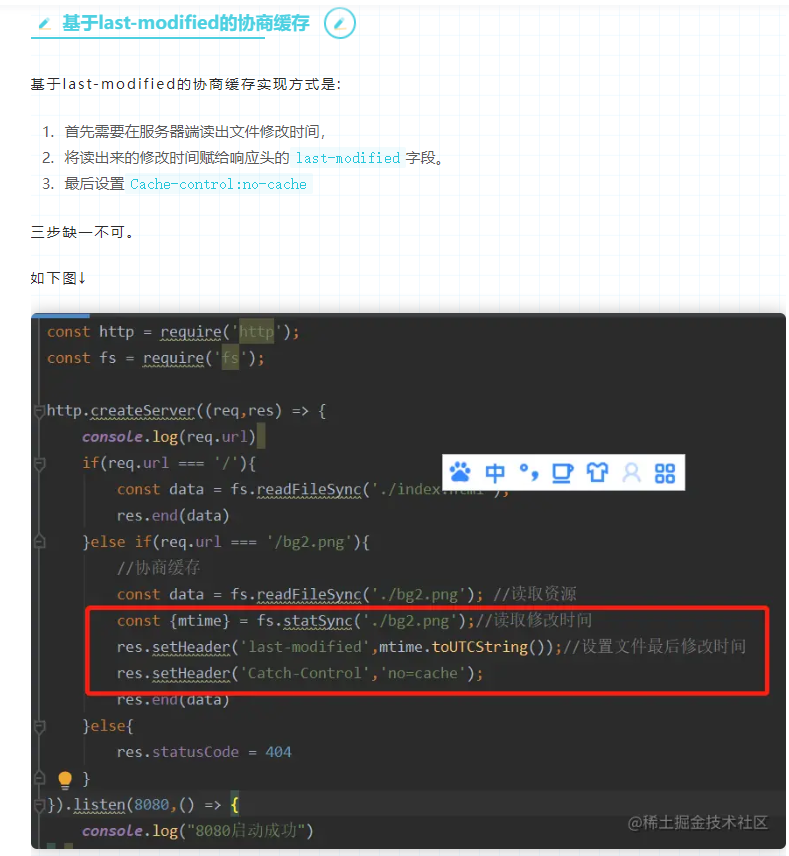 基于last-modified的协商缓存
基于last-modified的协商缓存实现方式是:
1. 首先需要在服务器端读出文件修改时间,
2. 将读出来的修改时间赋给响应头的 last-modified 字段。
3. 最后设置 Cache-control:no-cache
三步缺一不可。
如下图↓
const http = require('http');
const fs = require('fs');
http.createServer((req,res) => {
console.log(req.url)
if(req.url === '/'){
中
const data = fs.readFileSync('./index.html');
res.end(data)
}else if(req.url === '/bg2.png'){
//协商缓存
const data = fs.readFileSync('./bg2.png'); //读取资源
const {mtime} = fs.statSync('./bg2.png');//读取修改时间
res.setHeader('last-modified',mtime.toUTCString());//设置文件最后修改时间
res.setHeader('Catch-Control','no=cache');
res.end(data)
}else{
res.statusCode = 404
}
}).listen(8080,() => {
console.log("8080启动成功")
@稀土掘金技术社区